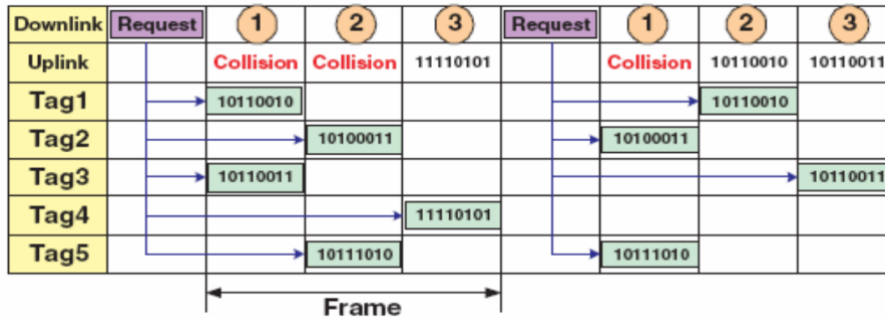 Downlink Request 1 2 3 Request 1 2 3
Uplink Collision Collision 11110101 Collision 10110010 10110011
Tag1 10110010 10110010
Tag2 10100011 10100011
Tag3 10110011 10110011
Tag4 11110101
Tag5 10111010 10111010
Frame